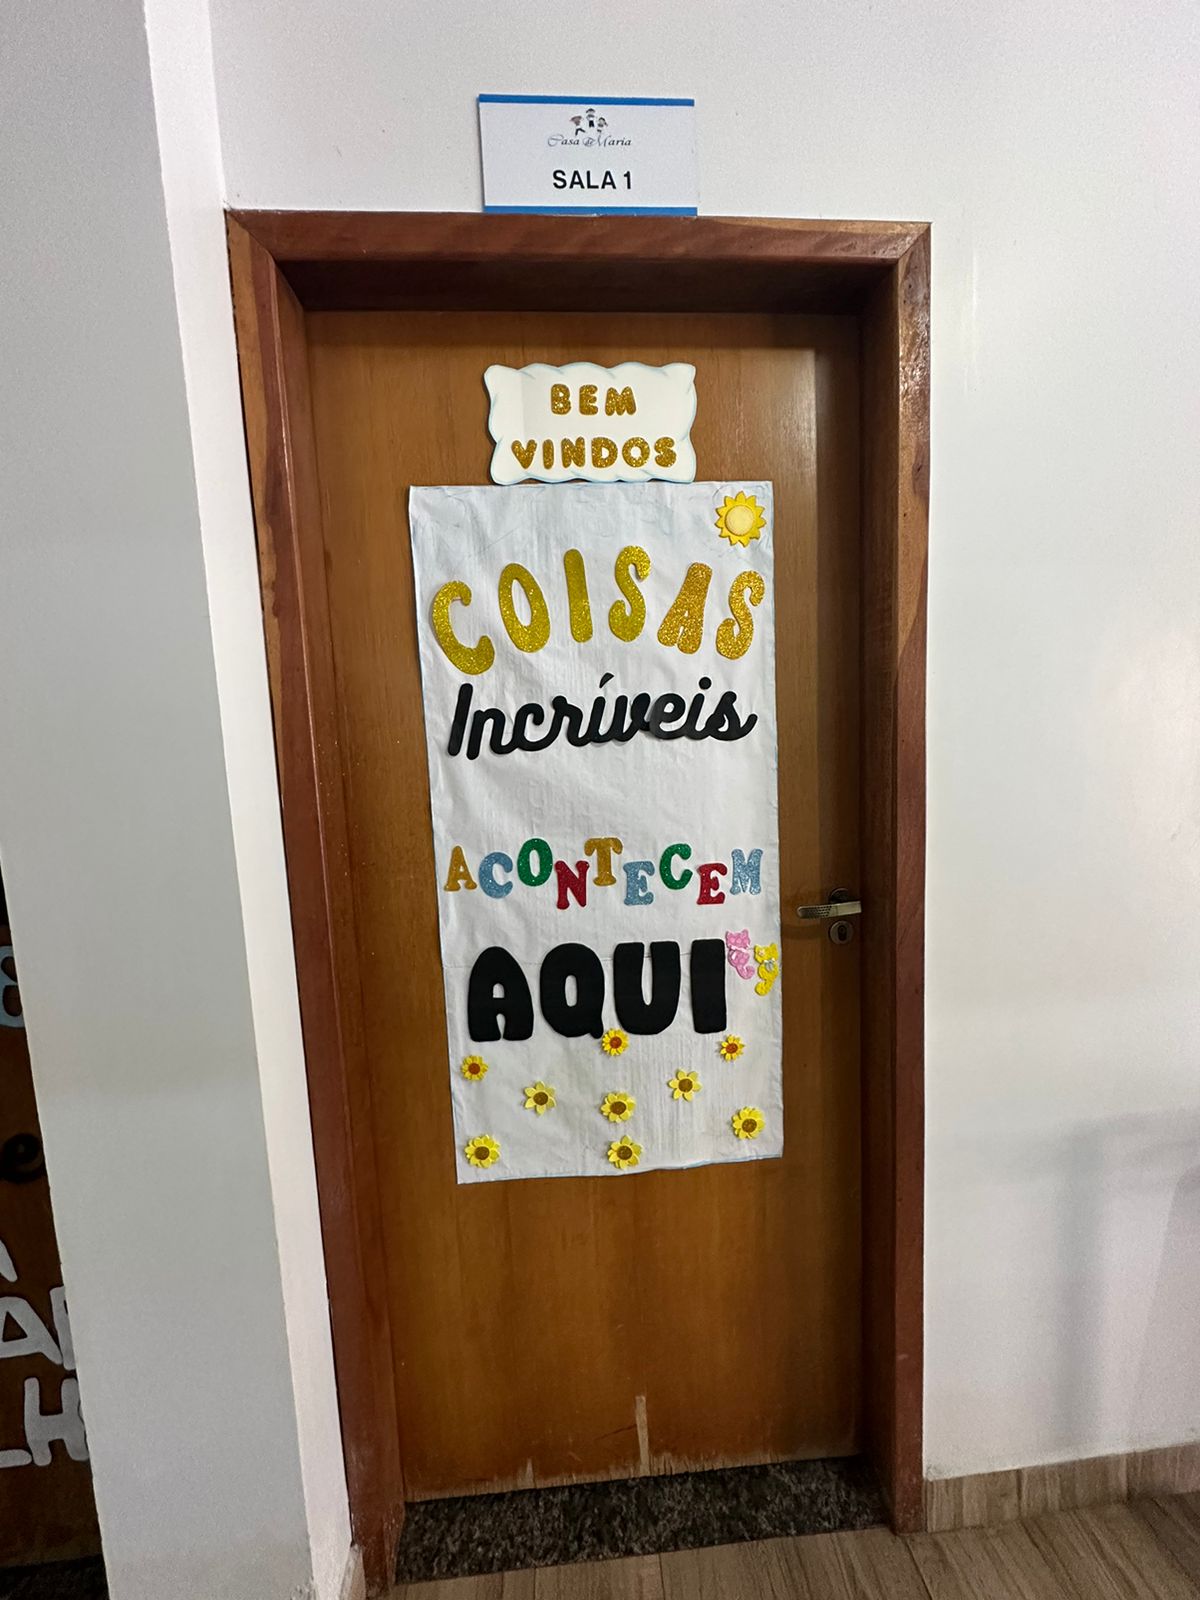 Casa de Maria
SALA 1
BEM
VINDOS
COISAS
Incríveis
ACONTECEM
AQUI